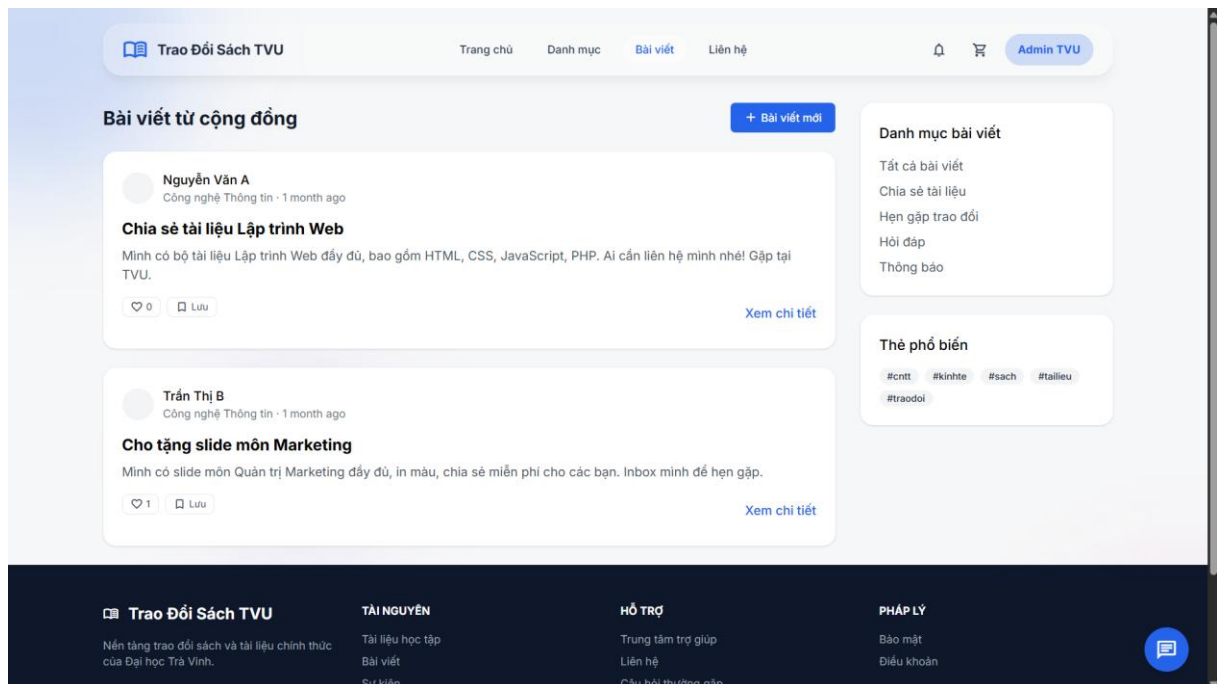 Trao Đổi Sách TVU
Trang chủ
Danh mục
Bài viết
Liên hệ
Admin TVU
Bài viết từ cộng đồng
+ Bài viết mới
Nguyễn Văn A
Công nghệ Thông tin · 1 month ago
Chia sẻ tài liệu Lập trình Web
Mình có bộ tài liệu Lập trình Web đầy đủ, bao gồm HTML, CSS, JavaScript, PHP. Ai cần liên hệ mình nhé! Gặp tại
TVU.
0
Lưu
Xem chi tiết
Trần Thị B
Công nghệ Thông tin · 1 month ago
Cho tặng slide môn Marketing
Mình có slide môn Quản trị Marketing đầy đủ, in màu, chia sẻ miễn phí cho các bạn. Inbox mình để hẹn gặp.
1
Lưu
Xem chi tiết
Danh mục bài viết
Tất cả bài viết
Chia sẻ tài liệu
Hẹn gặp trao đổi
Hỏi đáp
Thông báo
Thẻ phổ biến
#cntt #kinhte #sach #tailieu
#traodoi
Trao Đổi Sách TVU
Nền tảng trao đổi sách và tài liệu chính thức
của Đại học Trà Vinh.
TÀI NGUYÊN
Tài liệu học tập
Bài viết
Sự kiện
HỖ TRỢ
Trung tâm trợ giúp
Liên hệ
Câu hỏi thường gặp
PHÁP LÝ
Bảo mật
Điều khoản